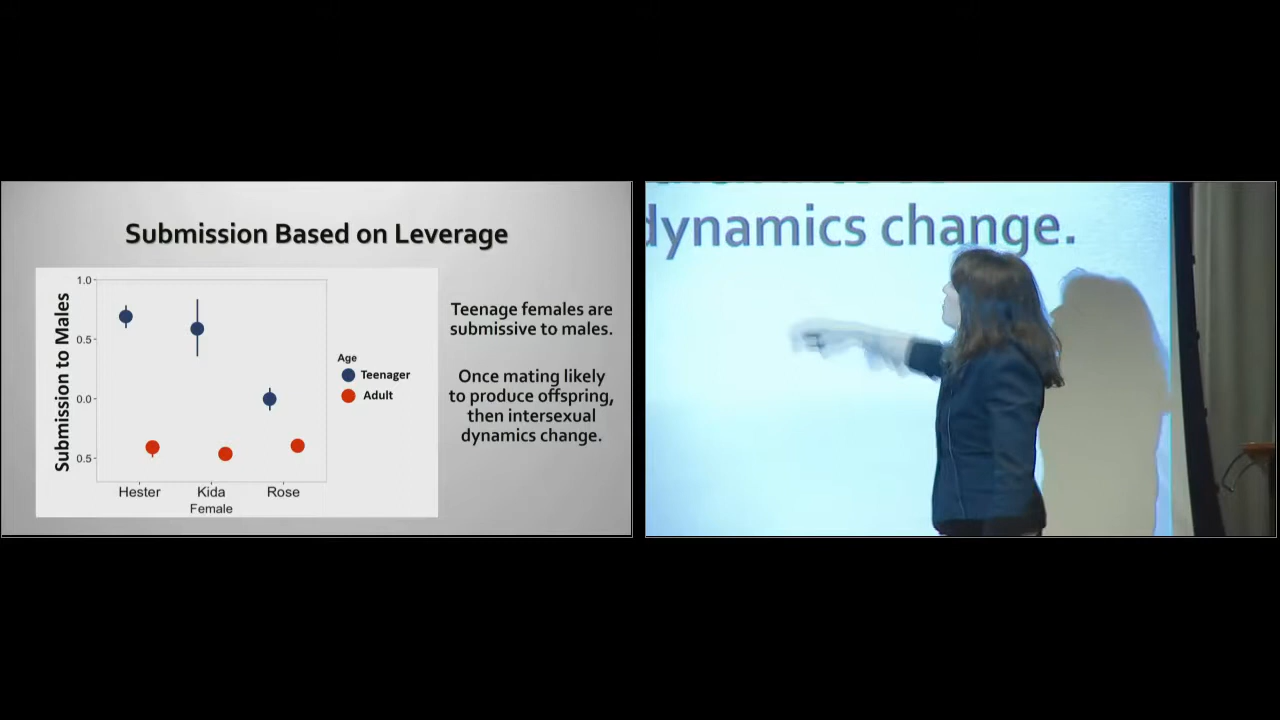 Submission Based on Leverage
Submission to Males
1.0
0.5
0.0
0.5
Hester Kida Rose
Female
Age
Teenager
Adult
Teenage females are
submissive to males.
Once mating likely
to produce offspring,
then intersexual
dynamics change.
dynamics change.